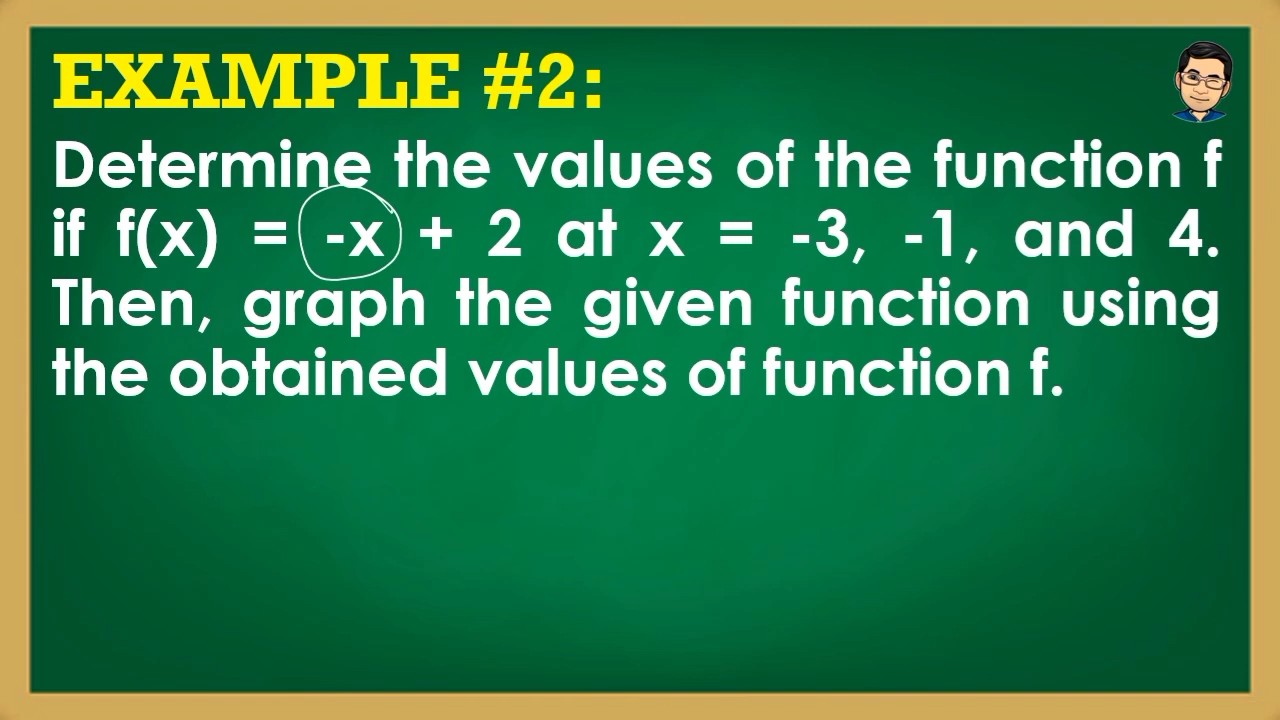 EXAMPLE #2:
Determine the values of the function f
if f(x) = -x + 2 at x = -3, -1, and 4.
Then, graph the given function using
the obtained values of function f.